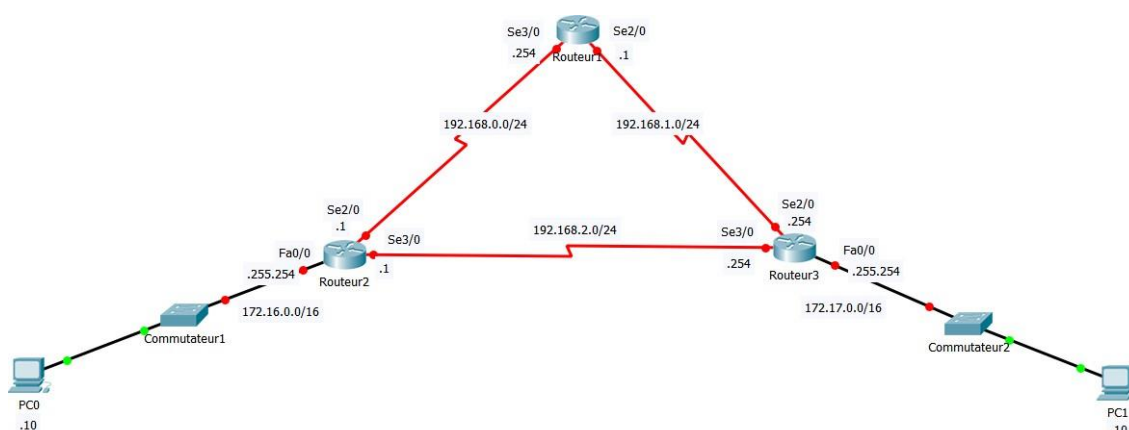 Se3/0
Se2/0
.254
.1
Routeur1
192.168.0.0/24
192.168.1.0/24
Se2/0
.1
Se2/0
.254
192.168.2.0/24
Se3/0
Se3/0
Fa0/0
.1
.254
Fa0/0
.255.254
Routeur2
Routeur3
.255.254
172.16.0.0/16
172.17.0.0/16
Commutateur1
Commutateur2
PC0
.10
PC1
.10